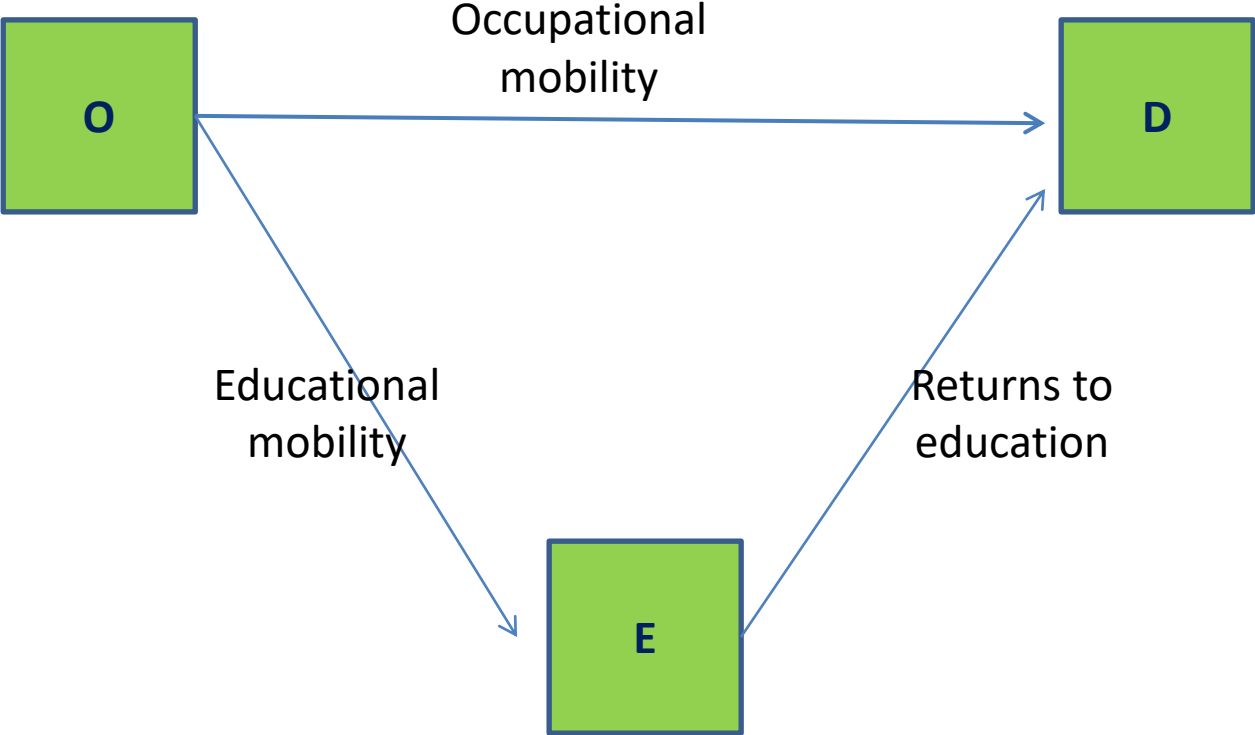 Occupational
mobility
O
D
Educational
mobility
Returns to
education
E